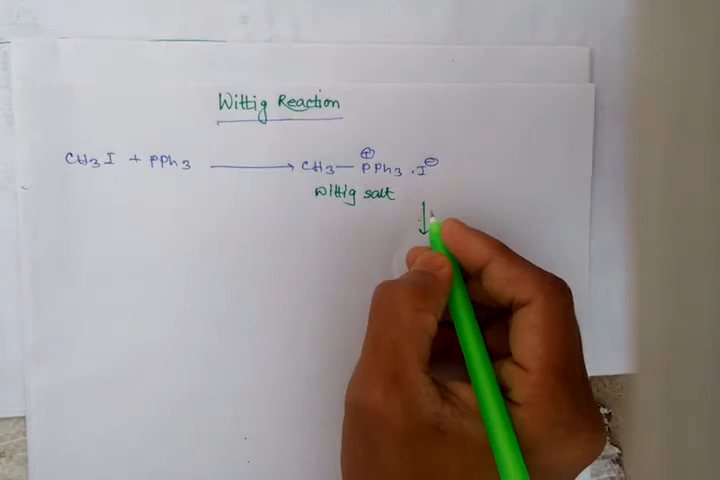 Wittig Reaction
CH3I + PPh3 ⟶ CH3 — P⊕Ph3 . I⊖
Wittig salt